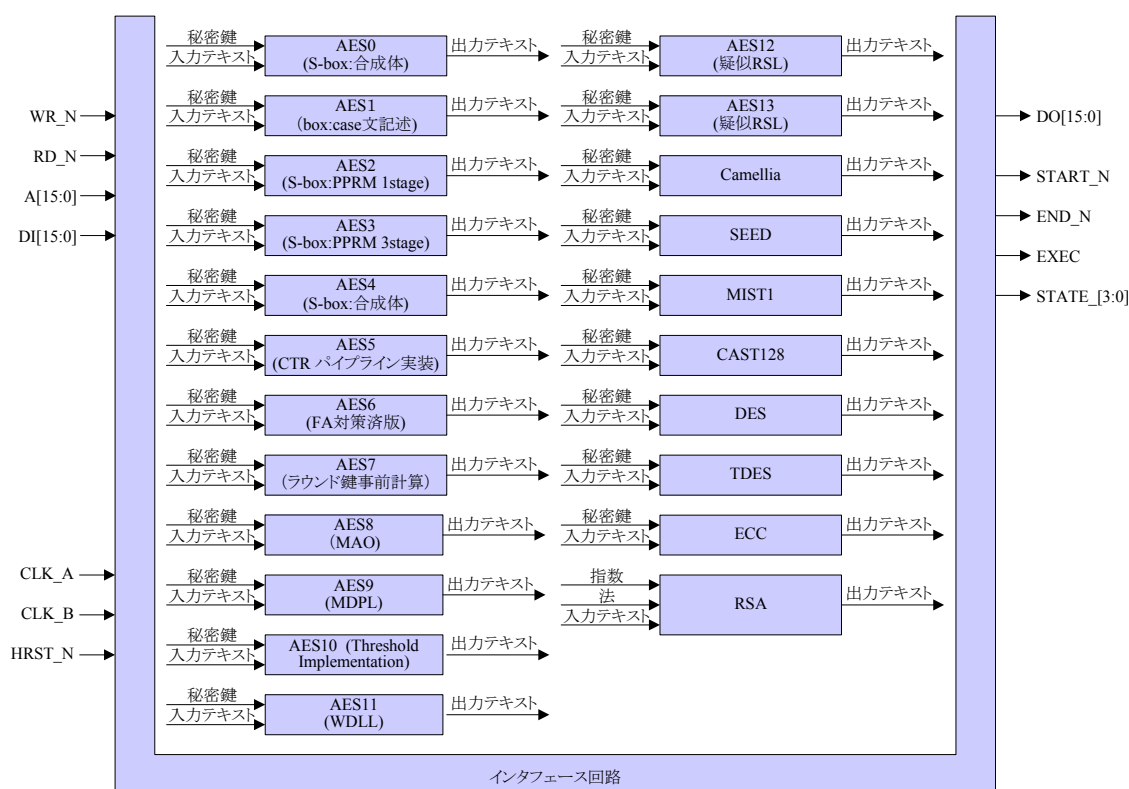 WR_N
RD_N
A[15:0]
DI[15:0]
CLK_A
CLK_B
HRST_N
秘密鍵
入力テキスト
AES0
(S-box:合成体)
出力テキスト
秘密鍵
入力テキスト
AES1
(box:case文記述)
出力テキスト
秘密鍵
入力テキスト
AES2
(S-box:PPRM 1stage)
出力テキスト
秘密鍵
入力テキスト
AES3
(S-box:PPRM 3stage)
出力テキスト
秘密鍵
入力テキスト
AES4
(S-box:合成体)
出力テキスト
秘密鍵
入力テキスト
AES5
(CTR パイプライン実装)
出力テキスト
秘密鍵
入力テキスト
AES6
(FA対策済版)
出力テキスト
秘密鍵
入力テキスト
AES7
(ラウンド鍵事前計算)
出力テキスト
秘密鍵
入力テキスト
AES8
(MAO)
出力テキスト
秘密鍵
入力テキスト
AES9
(MDPL)
出力テキスト
秘密鍵
入力テキスト
AES10 (Threshold
Implementation)
出力テキスト
秘密鍵
入力テキスト
AES11
(WDLL)
出力テキスト
秘密鍵
入力テキスト
AES12
(疑似RSL)
出力テキスト
秘密鍵
入力テキスト
AES13
(疑似RSL)
出力テキスト
秘密鍵
入力テキスト
Camellia
出力テキスト
秘密鍵
入力テキスト
SEED
出力テキスト
秘密鍵
入力テキスト
MIST1
出力テキスト
秘密鍵
入力テキスト
CAST128
出力テキスト
秘密鍵
入力テキスト
DES
出力テキスト
秘密鍵
入力テキスト
TDES
出力テキスト
秘密鍵
入力テキスト
ECC
出力テキスト
指数
法
入力テキスト
RSA
出力テキスト
DO[15:0]
START_N
END_N
EXEC
STATE_[3:0]
インタフェース回路